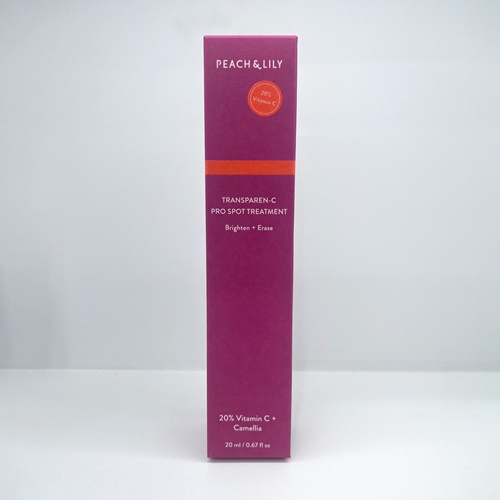 PEACH & LILY
20%
Vitamin C
TRANSPAREN-C
PRO SPOT TREATMENT
Brighten + Erase
20% Vitamin C +
Camellia
20 ml / 0.67 fl oz